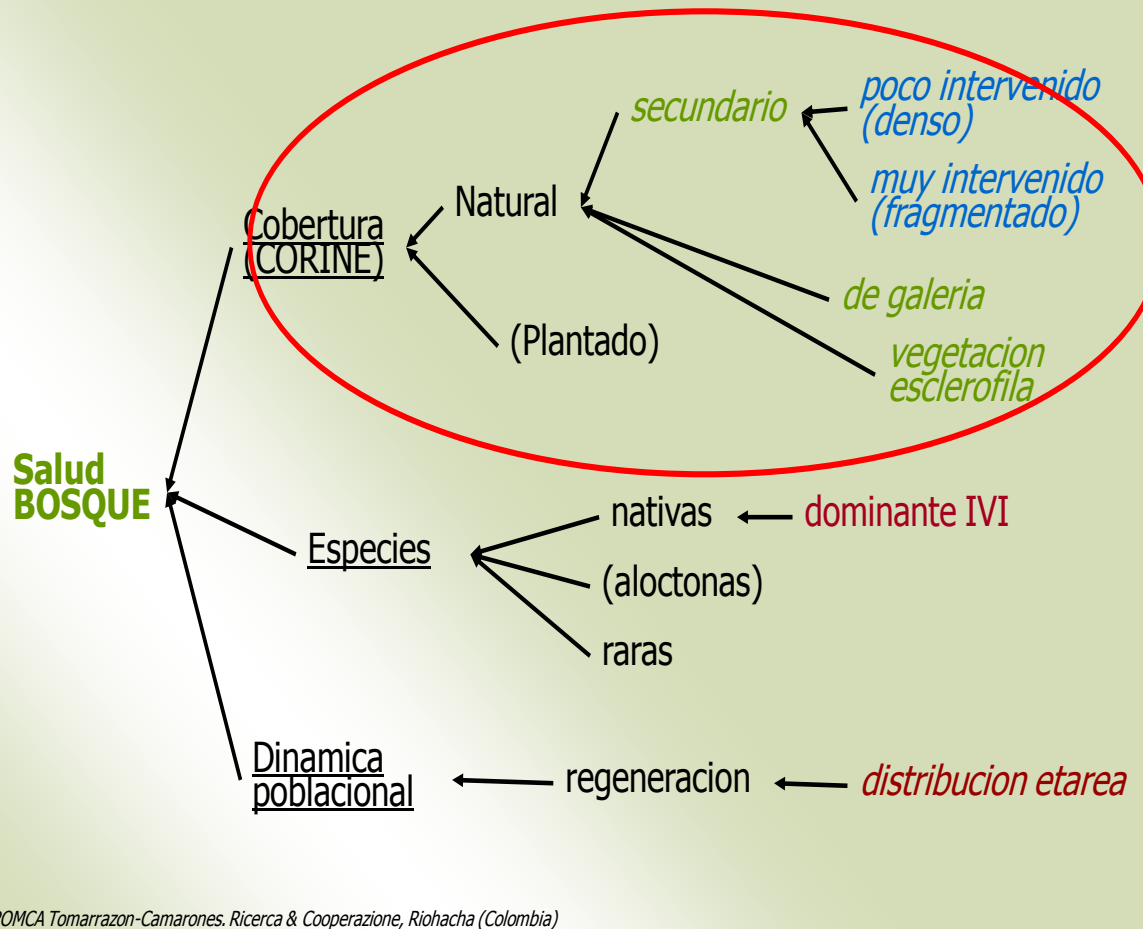 secundario
poco intervenido
(denso)
muy intervenido
(fragmentado)
Natural
Cobertura
(CORINE)
de galeria
(Plantado)
vegetacion
esclerofila
Salud
BOSQUE
nativas
dominante IVI
Especies
(aloctonas)
raras
Dinamica
poblacional
regeneracion
distribucion etarea
POMCA Tomarrazon-Camarones. Ricerca & Cooperazione, Riohacha (Colombia)